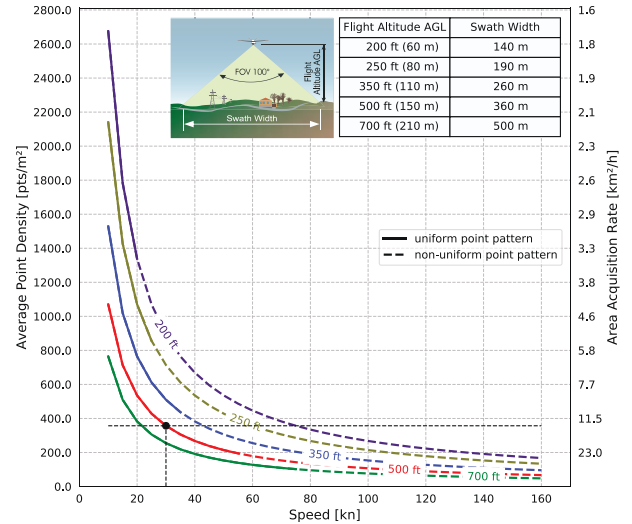 2800.0
2600.0
2400.0
2200.0
2000.0
1800.0
1600.0
1400.0
1200.0
1000.0
800.0
600.0
400.0
200.0
0.0
Average Point Density [pts/m²]
0
20
40
60
80
100
120
140
160
Speed [kn]
1.6
1.8
1.9
2.1
2.3
2.6
2.9
3.3
3.8
4.6
5.8
7.7
11.5
23.0
Area Acquisition Rate [km²/h]
FOV 100°
Flight
Altitude AGL
Swath Width
Flight Altitude AGL Swath Width
200 ft (60 m) 140 m
250 ft (80 m) 190 m
350 ft (110 m) 260 m
500 ft (150 m) 360 m
700 ft (210 m) 500 m
uniform point pattern
non-uniform point pattern
200 ft
250 ft
350 ft
500 ft
700 ft